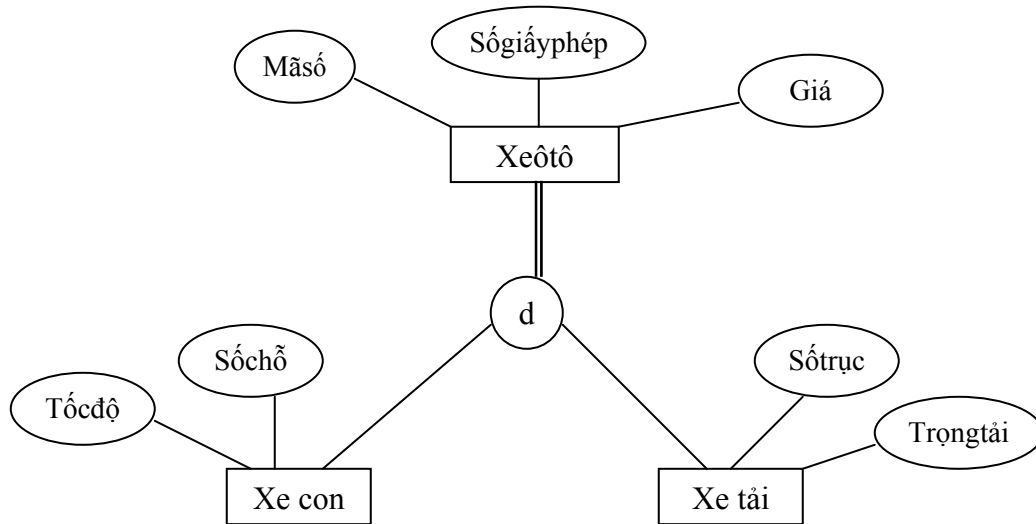 Sốgiấyphép
Mãsố
Giá
Xeôtô
d
Sốchỗ
Sốtrục
Tốcđộ
Trọngtải
Xe con
Xe tải